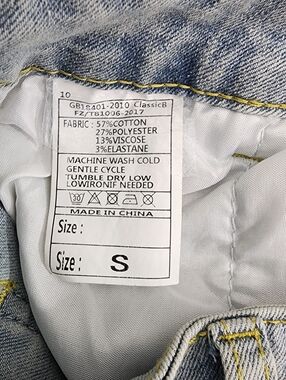 10
GB18401-2010 ClassicB
FZ/T81006-2017
FABRIC : 57%COTTON
27%POLYESTER
13%VISCOSE
3%ELASTANE
MACHINE WASH COLD
GENTLE CYCLE
TUMBLE DRY LOW
LOWIRONIF NEEDED
30
MADE IN CHINA
Size :
Size : S